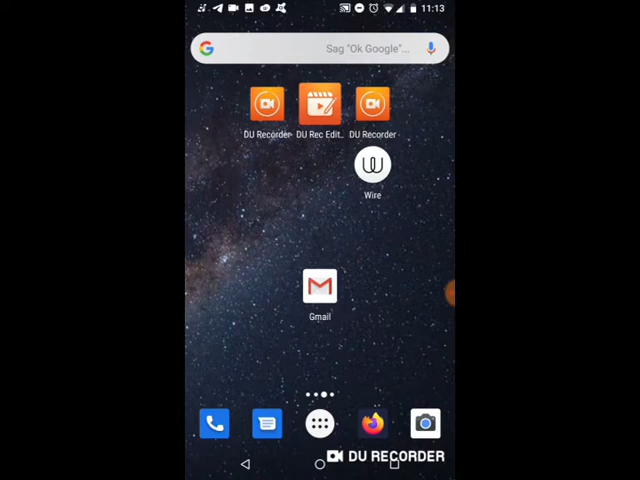 11:13
Sag "Ok Google"...
DU Recorder DU Rec Edit.. DU Recorder
Wire
Gmail
DU RECORDER